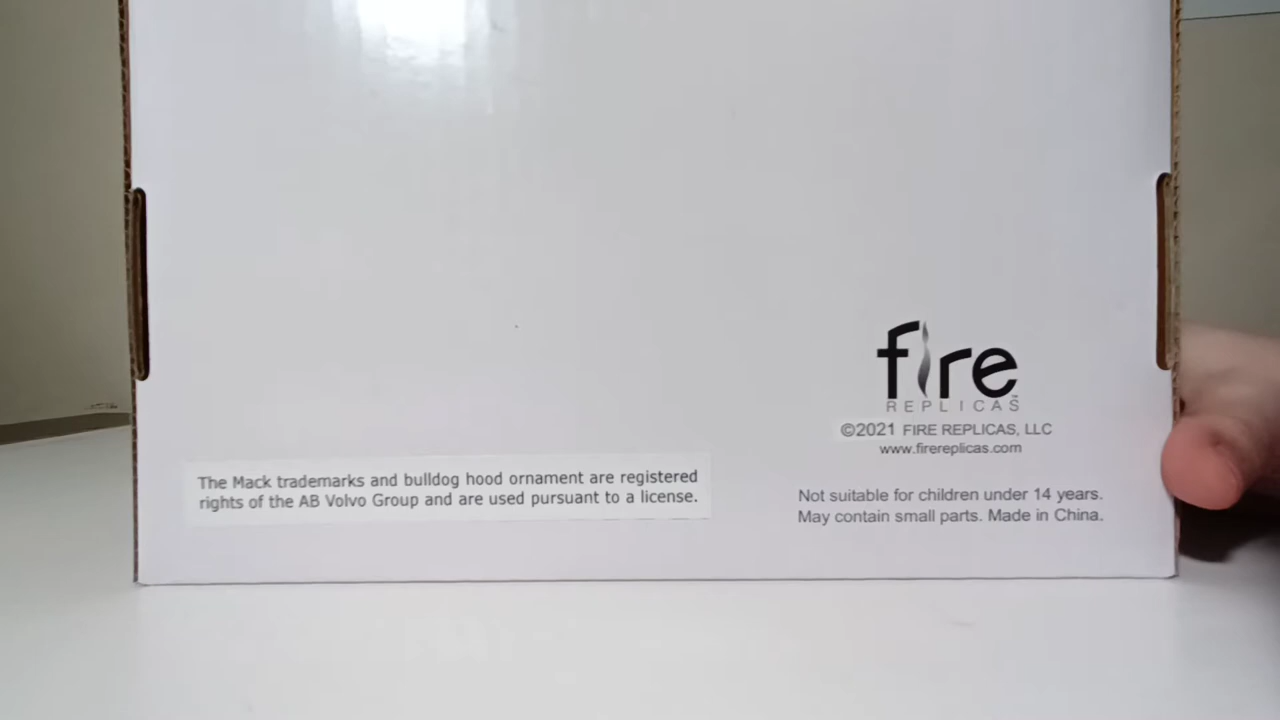 fire
REPLICAS™
©2021 FIRE REPLICAS, LLC
www.firereplicas.com
The Mack trademarks and bulldog hood ornament are registered
rights of the AB Volvo Group and are used pursuant to a license.
Not suitable for children under 14 years.
May contain small parts. Made in China.